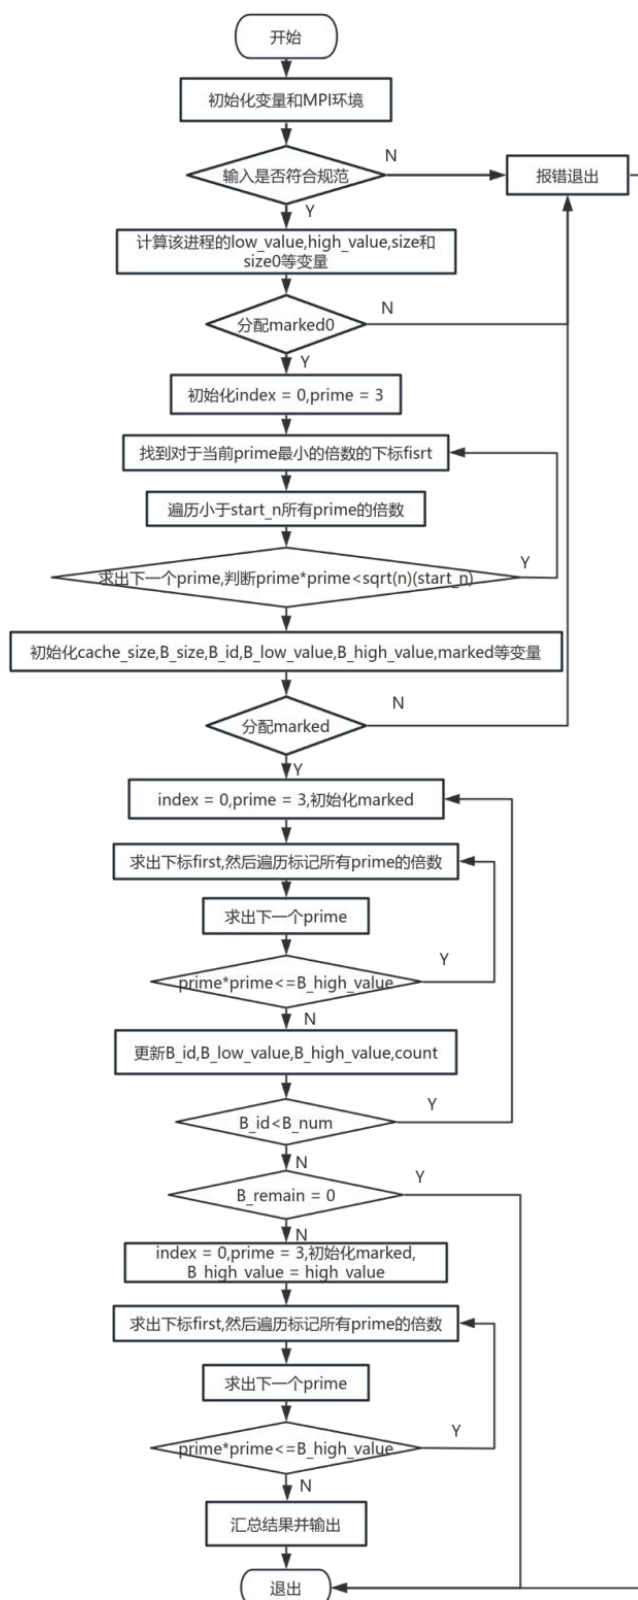 开始
初始化变量和MPI环境
输入是否符合规范
N
报错退出
Y
计算该进程的low_value,high_value,size和
size0等变量
分配marked0
N
Y
初始化index = 0,prime = 3
找到对于当前prime最小的倍数的下标fisrt
遍历小于start_n所有prime的倍数
求出下一个prime,判断prime*prime<sqrt(n)(start_n)
Y
初始化cache_size,B_size,B_id,B_low_value,B_high_value,marked等变量
分配marked
N
Y
index = 0,prime = 3,初始化marked
求出下标first,然后遍历标记所有prime的倍数
求出下一个prime
prime*prime<=B_high_value
Y
N
更新B_id,B_low_value,B_high_value,count
B_id<B_num
Y
N
B_remain = 0
Y
N
index = 0,prime = 3,初始化marked,
B_high_value = high_value
求出下标first,然后遍历标记所有prime的倍数
求出下一个prime
prime*prime<=B_high_value
Y
N
汇总结果并输出
退出